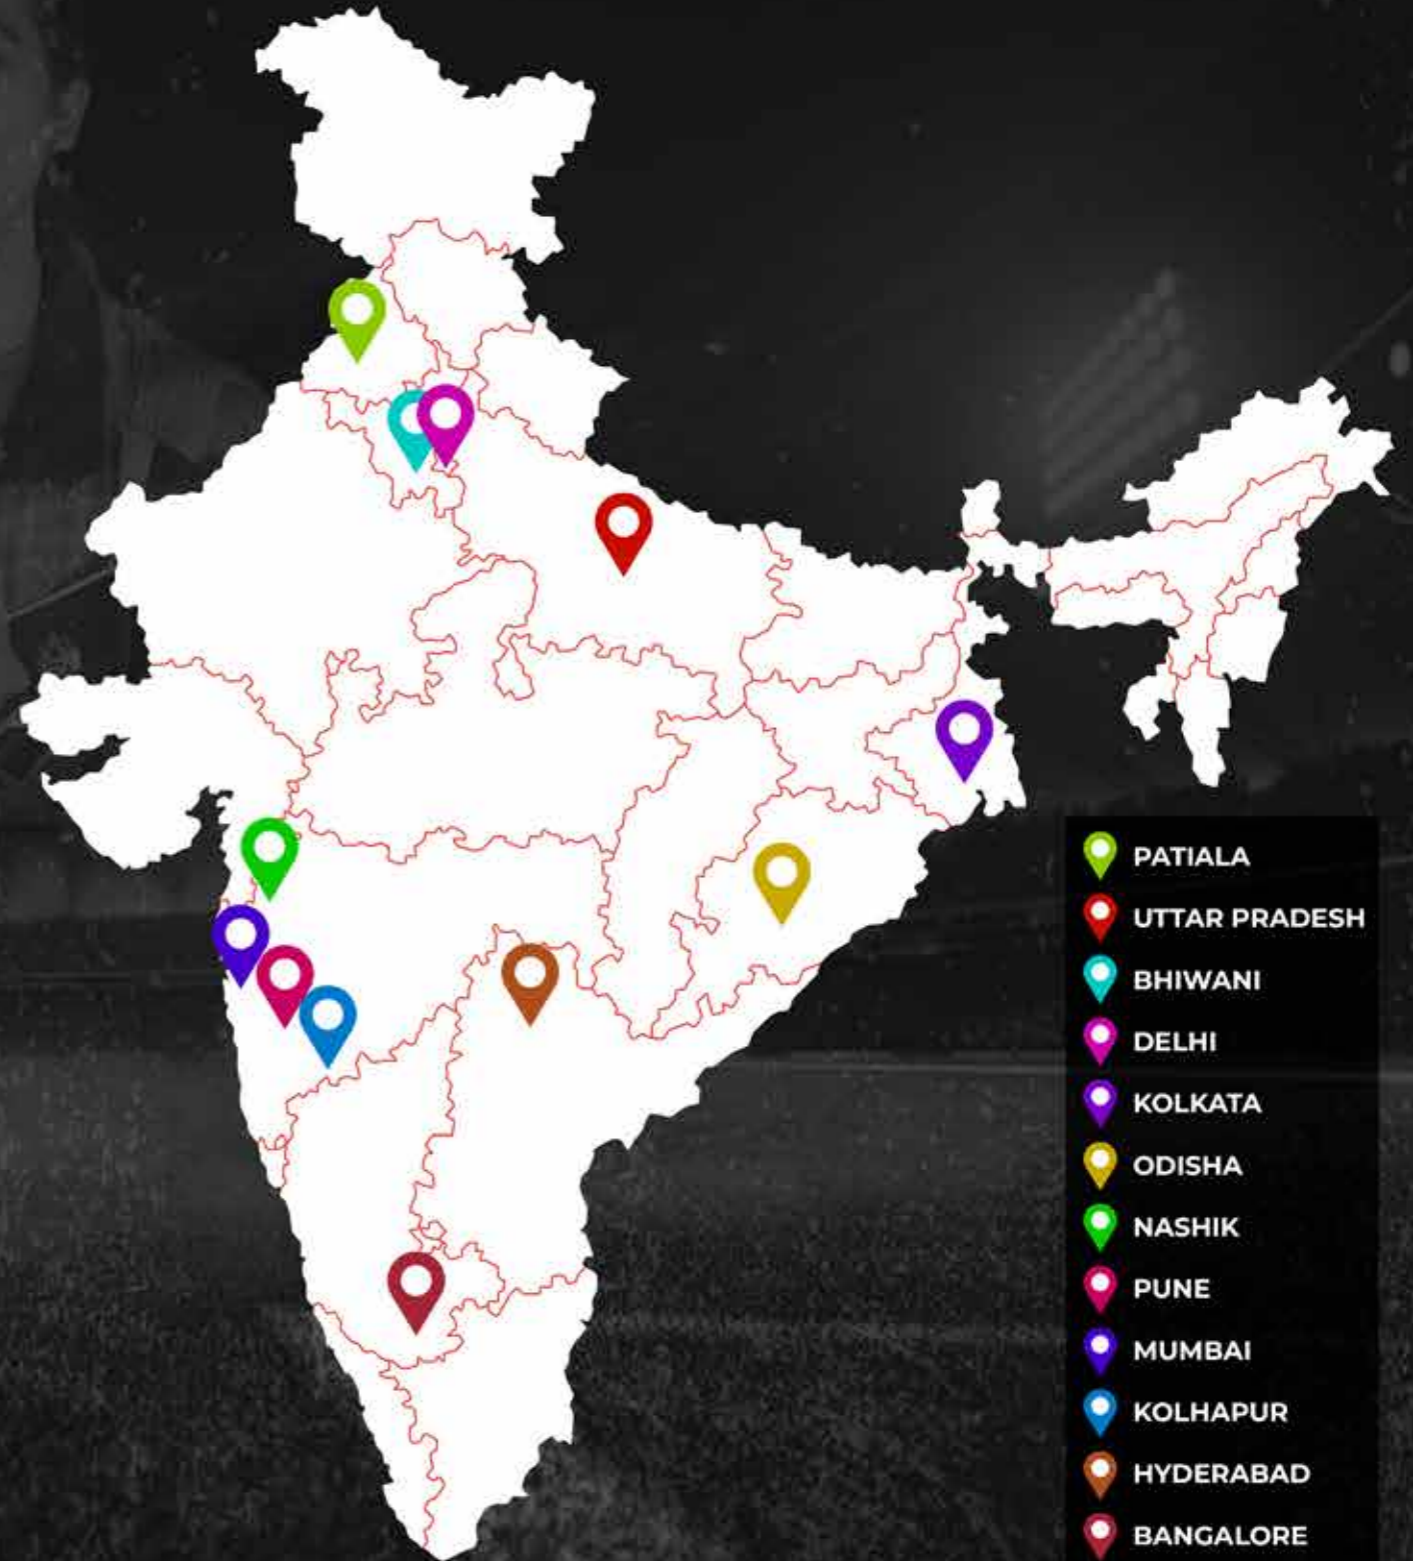 PATIALA
UTTAR PRADESH
BHIWANI
DELHI
KOLKATA
ODISHA
NASHIK
PUNE
MUMBAI
KOLHAPUR
HYDERABAD
BANGALORE